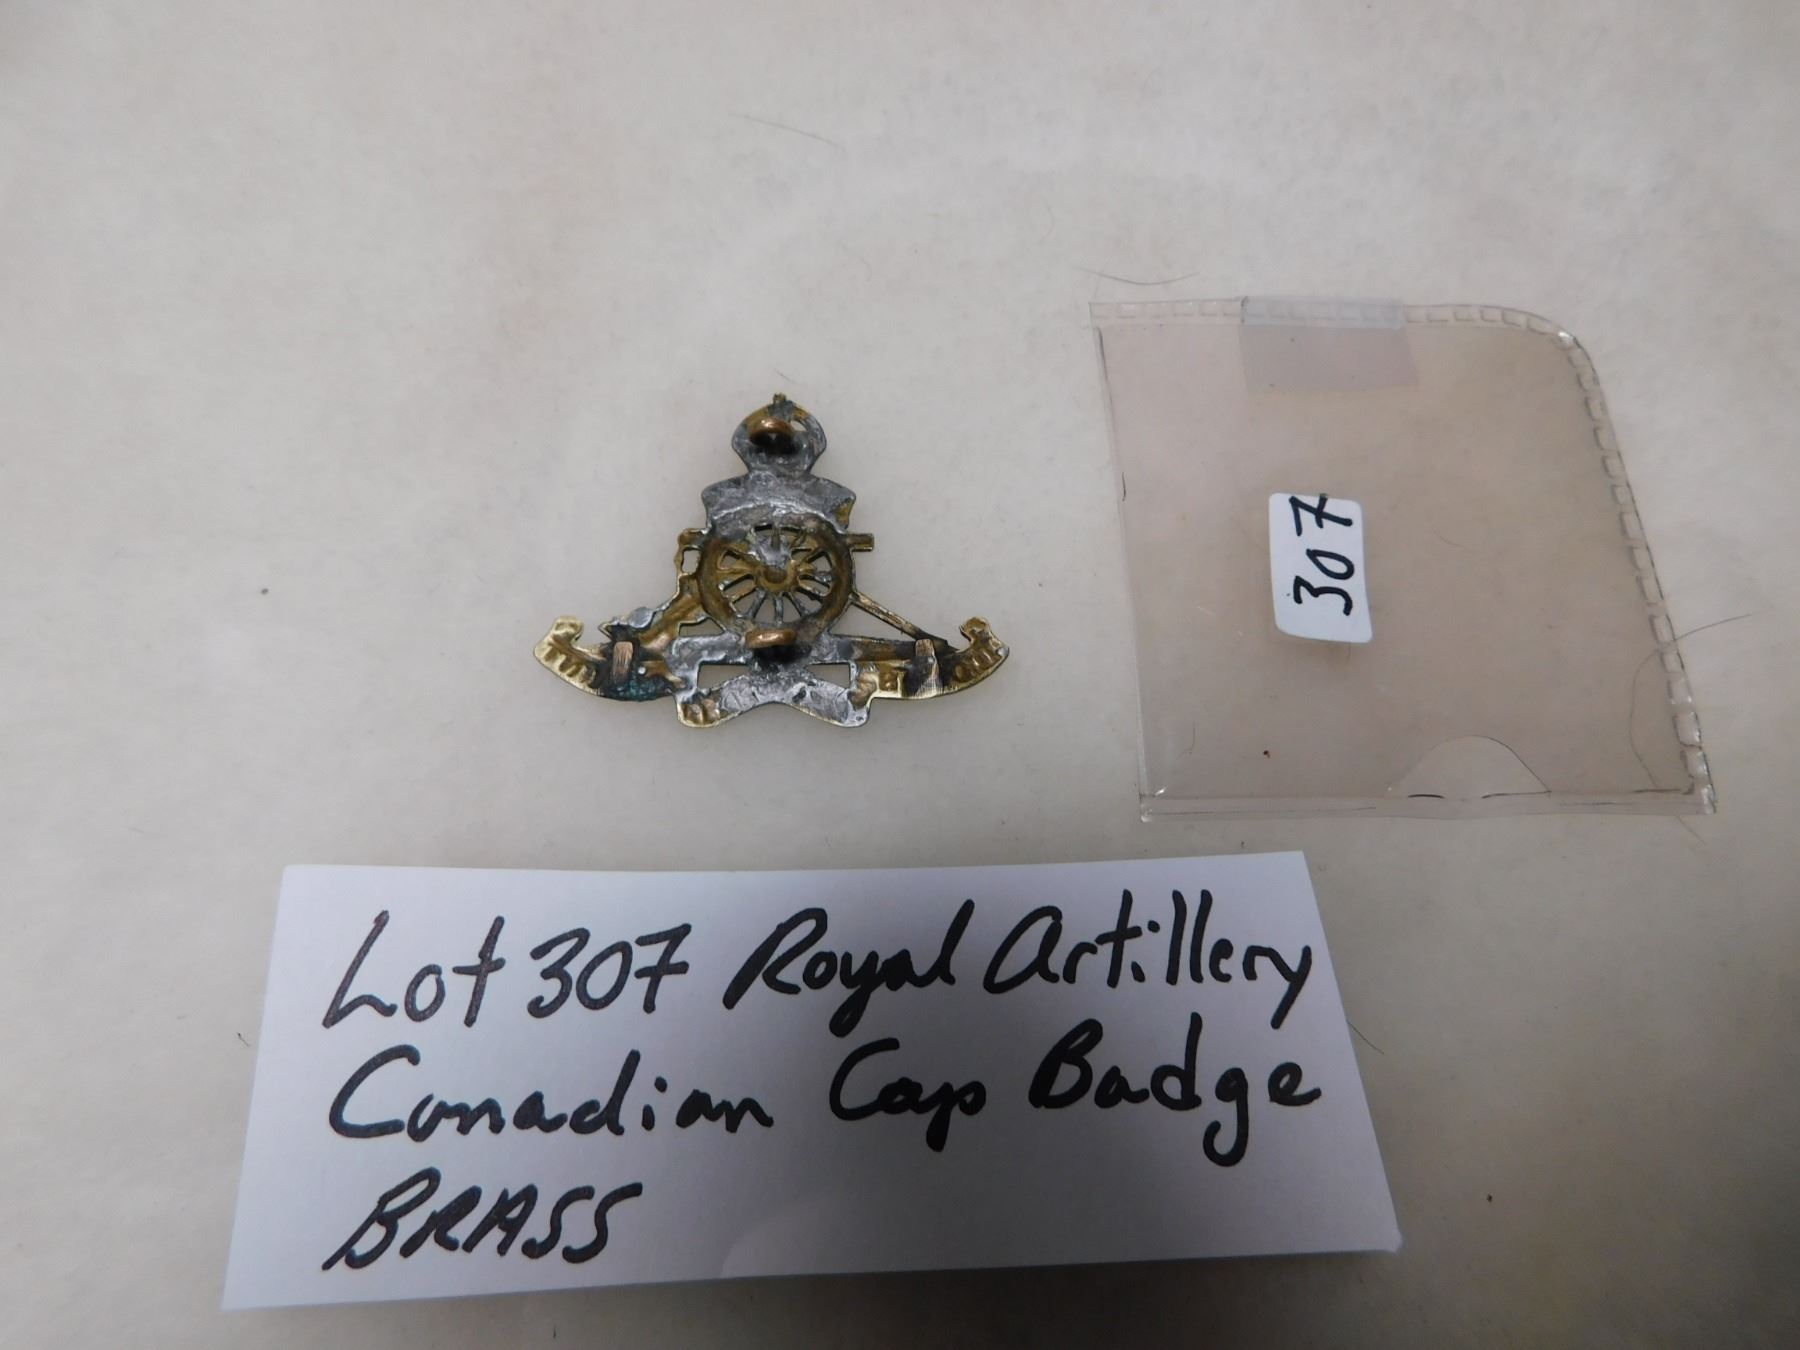 307
Lot 307 Royal Artillery
Canadian Cap Badge
BRASS